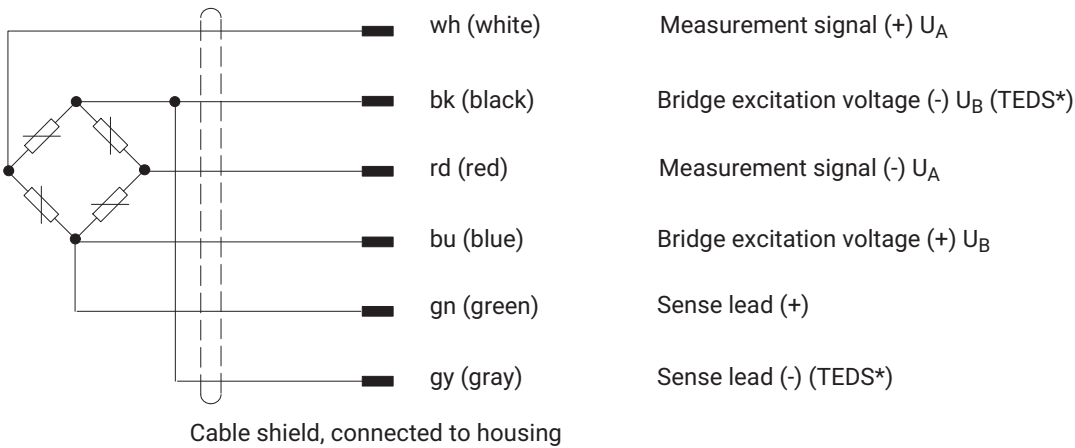 wh (white) Measurement signal (+) U_A
bk (black) Bridge excitation voltage (-) U_B (TEDS*)
rd (red) Measurement signal (-) U_A
bu (blue) Bridge excitation voltage (+) U_B
gn (green) Sense lead (+)
gy (gray) Sense lead (-) (TEDS*)
Cable shield, connected to housing